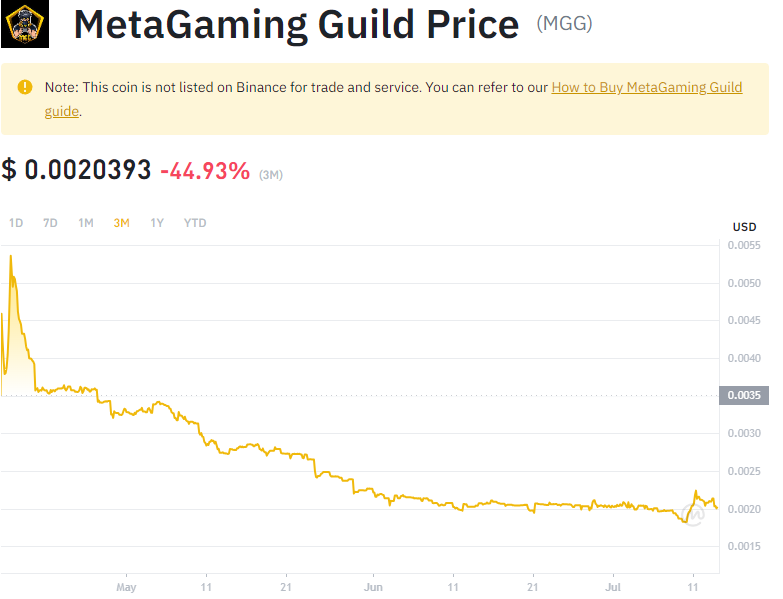 MetaGaming Guild Price (MGG)
Note: This coin is not listed on Binance for trade and service. You can refer to our How to Buy MetaGaming Guild
guide.
$ 0.0020393 -44.93% (3M)
1D 7D 1M 3M 1Y YTD
USD
0.0055
0.0050
0.0045
0.0040
0.0035
0.0030
0.0025
0.0020
0.0015
May 11 21 Jun 11 21 Jul 11